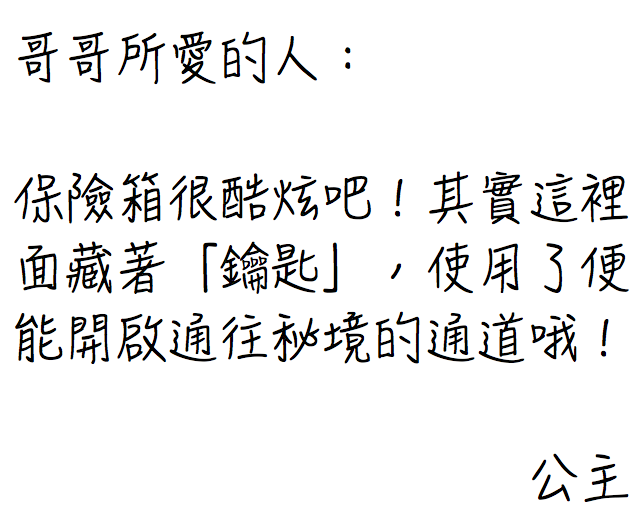 哥哥所愛的人：
保險箱很酷炫吧！其實這裡
面藏著「鑰匙」，使用了便
能開啟通往秘境的通道哦！
公主